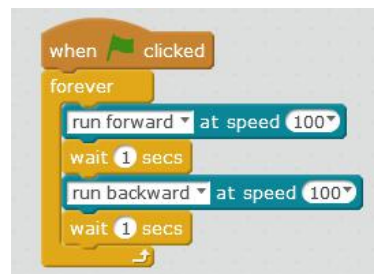 when clicked
forever
run forward at speed 100
wait 1 secs
run backward at speed 100
wait 1 secs